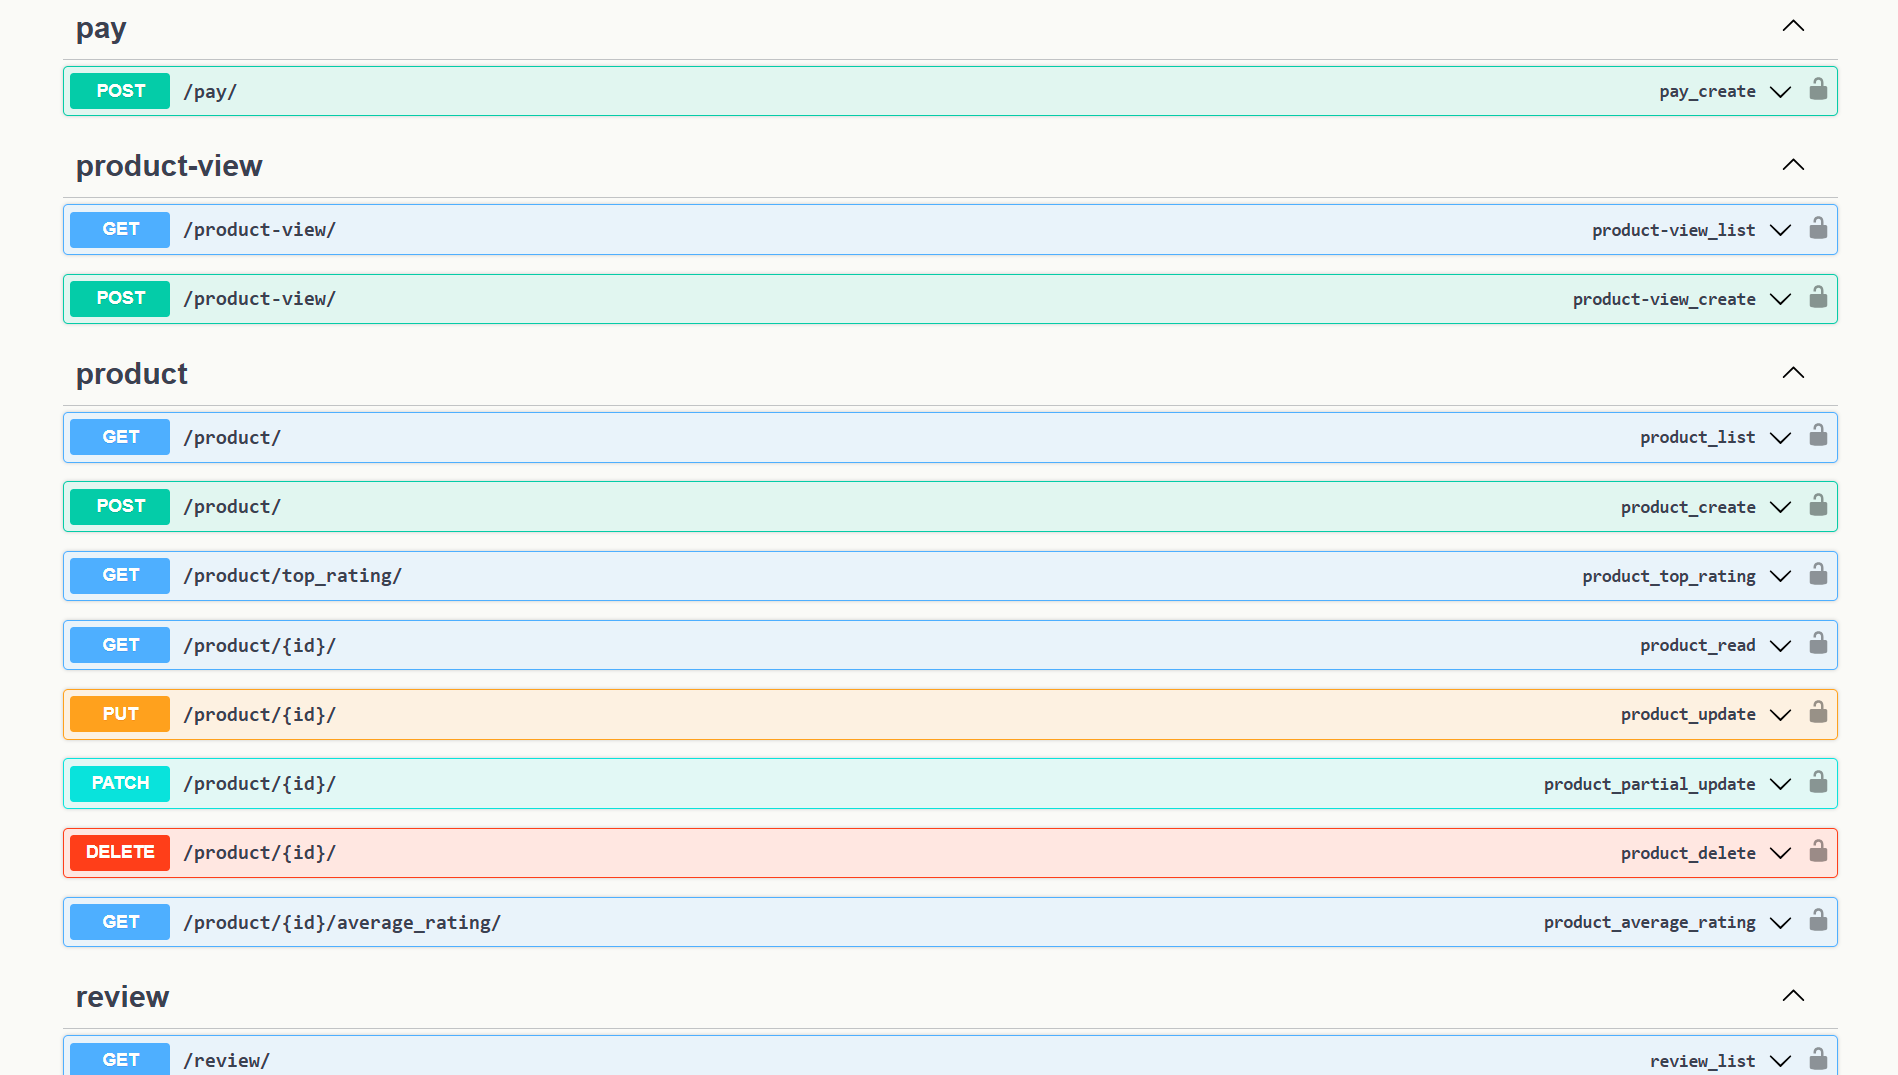 pay
POST /pay/ pay_create
product-view
GET /product-view/ product-view_list
POST /product-view/ product-view_create
product
GET /product/ product_list
POST /product/ product_create
GET /product/top_rating/ product_top_rating
GET /product/{id}/ product_read
PUT /product/{id}/ product_update
PATCH /product/{id}/ product_partial_update
DELETE /product/{id}/ product_delete
GET /product/{id}/average_rating/ product_average_rating
review
GET /review/ review_list